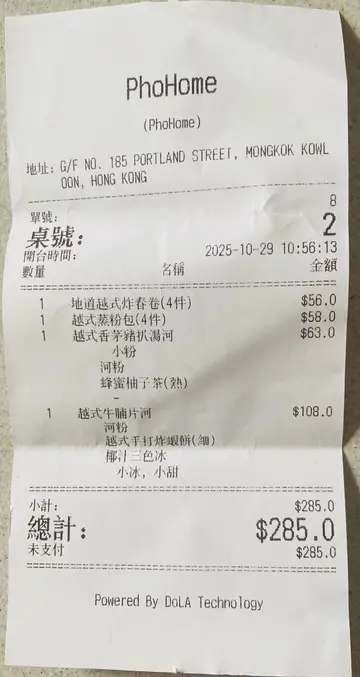 PhoHome
(PhoHome)
地址: G/F NO. 185 PORTLAND STREET, MONGKOK KOWL
OON, HONG KONG
單號: 8
桌號: 2
開台時間: 2025-10-29 10:56:13
數量 名稱 金額
1 地道越式炸春卷(4件) $56.0
1 越式蒸粉包(4件) $58.0
1 越式香茅豬扒湯河 $63.0
小粉
河粉
蜂蜜柚子茶(熱)
–
1 越式牛腩片河 $108.0
河粉
越式手打炸蝦餅(細)
椰汁三色冰
小冰, 小甜
小計: $285.0
總計: $285.0
未支付 $285.0
Powered By DoLA Technology